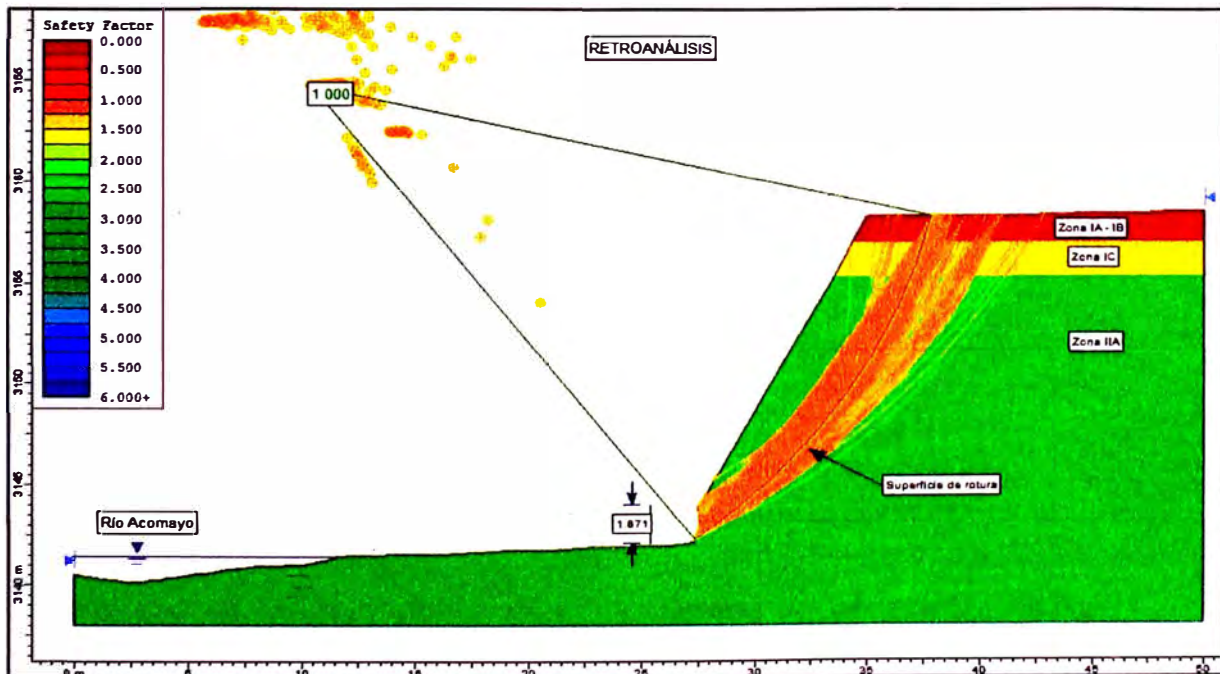 Safety Factor
0.000
0.500
1.000
1.500
2.000
2.500
3.000
3.500
4.000
4.500
5.000
5.500
6.000+
RETROANÁLISIS
1 000
Zona IA - IB
Zona IC
Zona IIA
Superficie de rotura
1 871
Río Acomayo
3165
3160
3155
3150
3145
3140 m
0 m 5 10 15 20 25 30 35 40 45 50